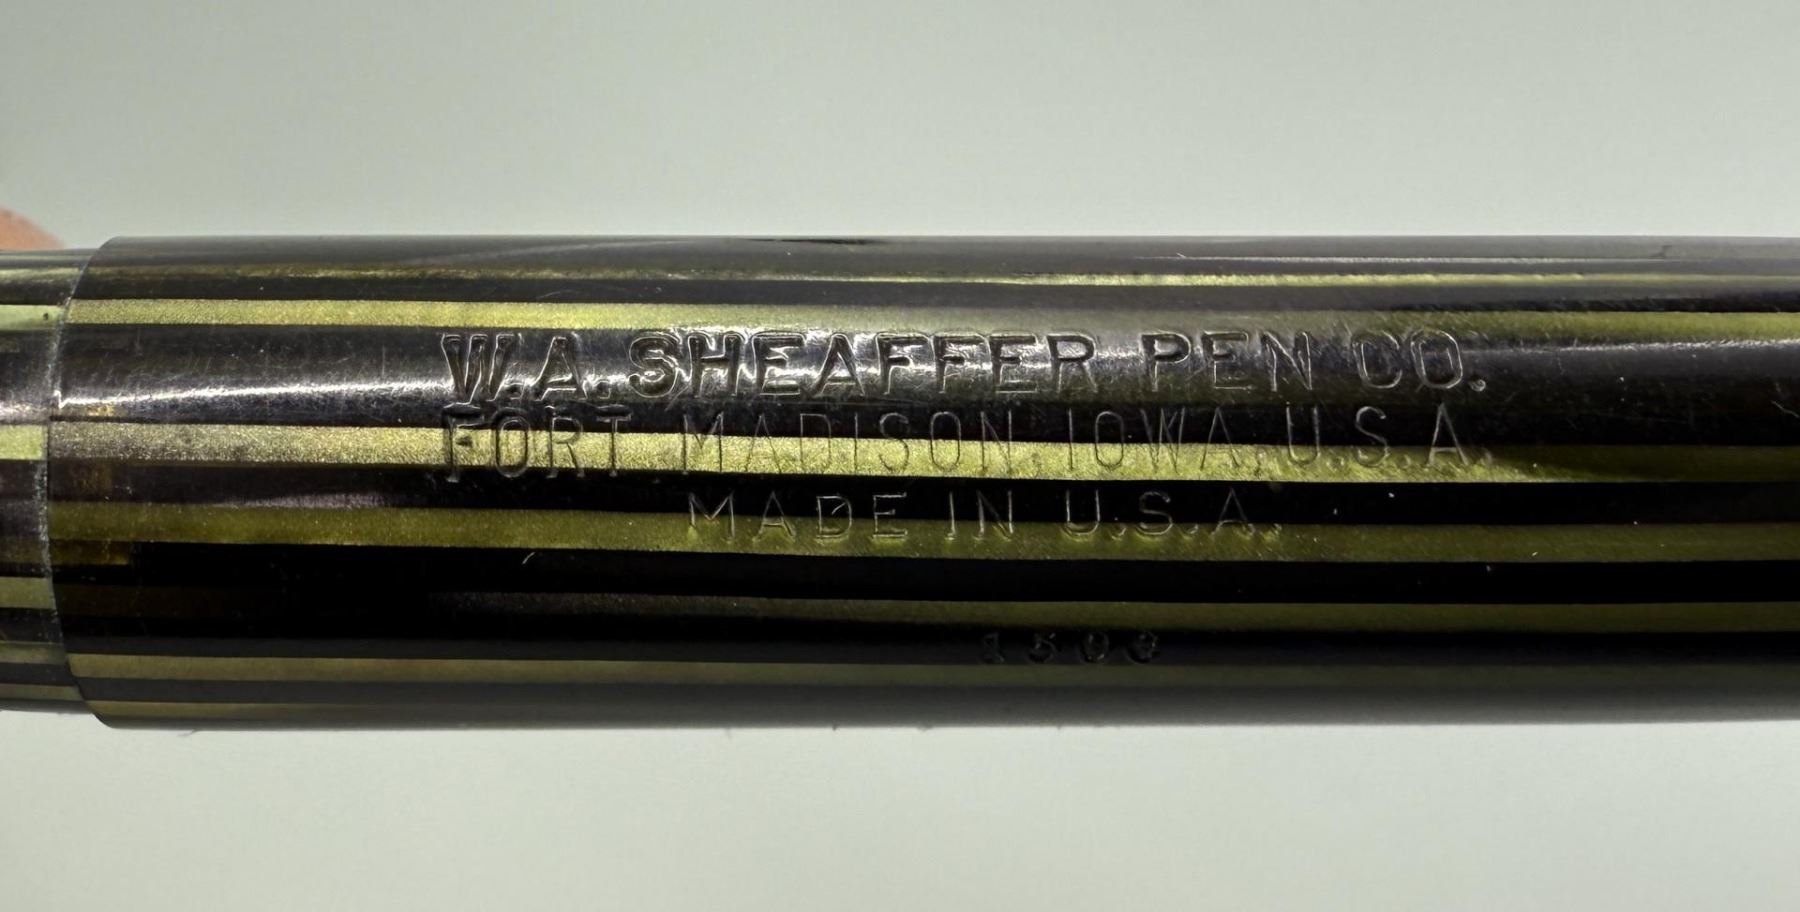 W.A. SHEAFFER PEN CO.
FORT MADISON, IOWA, U.S.A.
MADE IN U.S.A.